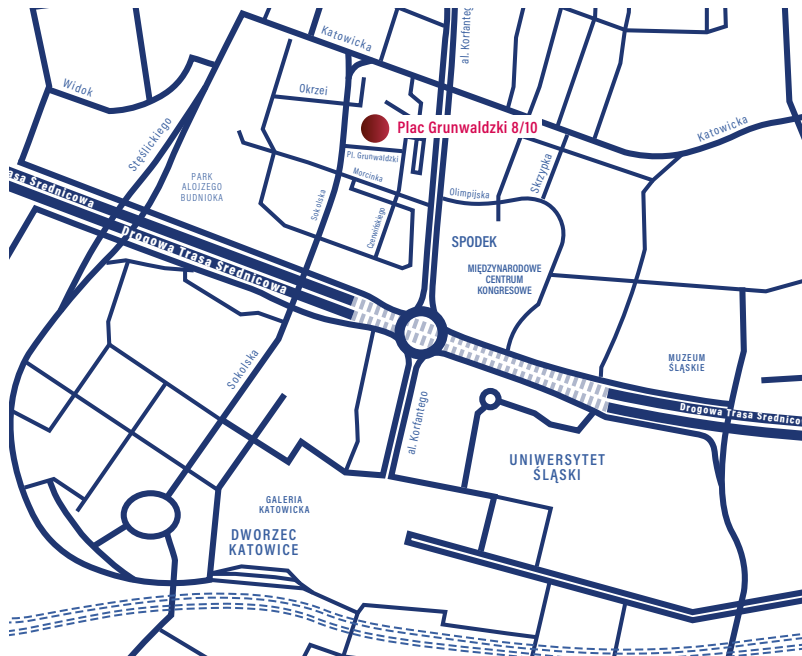 Katowicka
al. Korfantego
Widok
Okrzei
Stęślickiego
Plac Grunwaldzki 8/10
Katowicka
Pl. Grunwaldzki
Morcinka
Skrzypka
PARK
ALOJZEGO
BUDNIOKA
Sokolska
Czerwińskiego
Olimpijska
Trasa Średnicowa
Drogowa Trasa Średnicowa
SPODEK
MIĘDZYNARODOWE
CENTRUM
KONGRESOWE
Sokolska
MUZEUM
ŚLĄSKIE
al. Korfantego
Drogowa Trasa Średnico
UNIWERSYTET
ŚLĄSKI
GALERIA
KATOWICKA
DWORZEC
KATOWICE